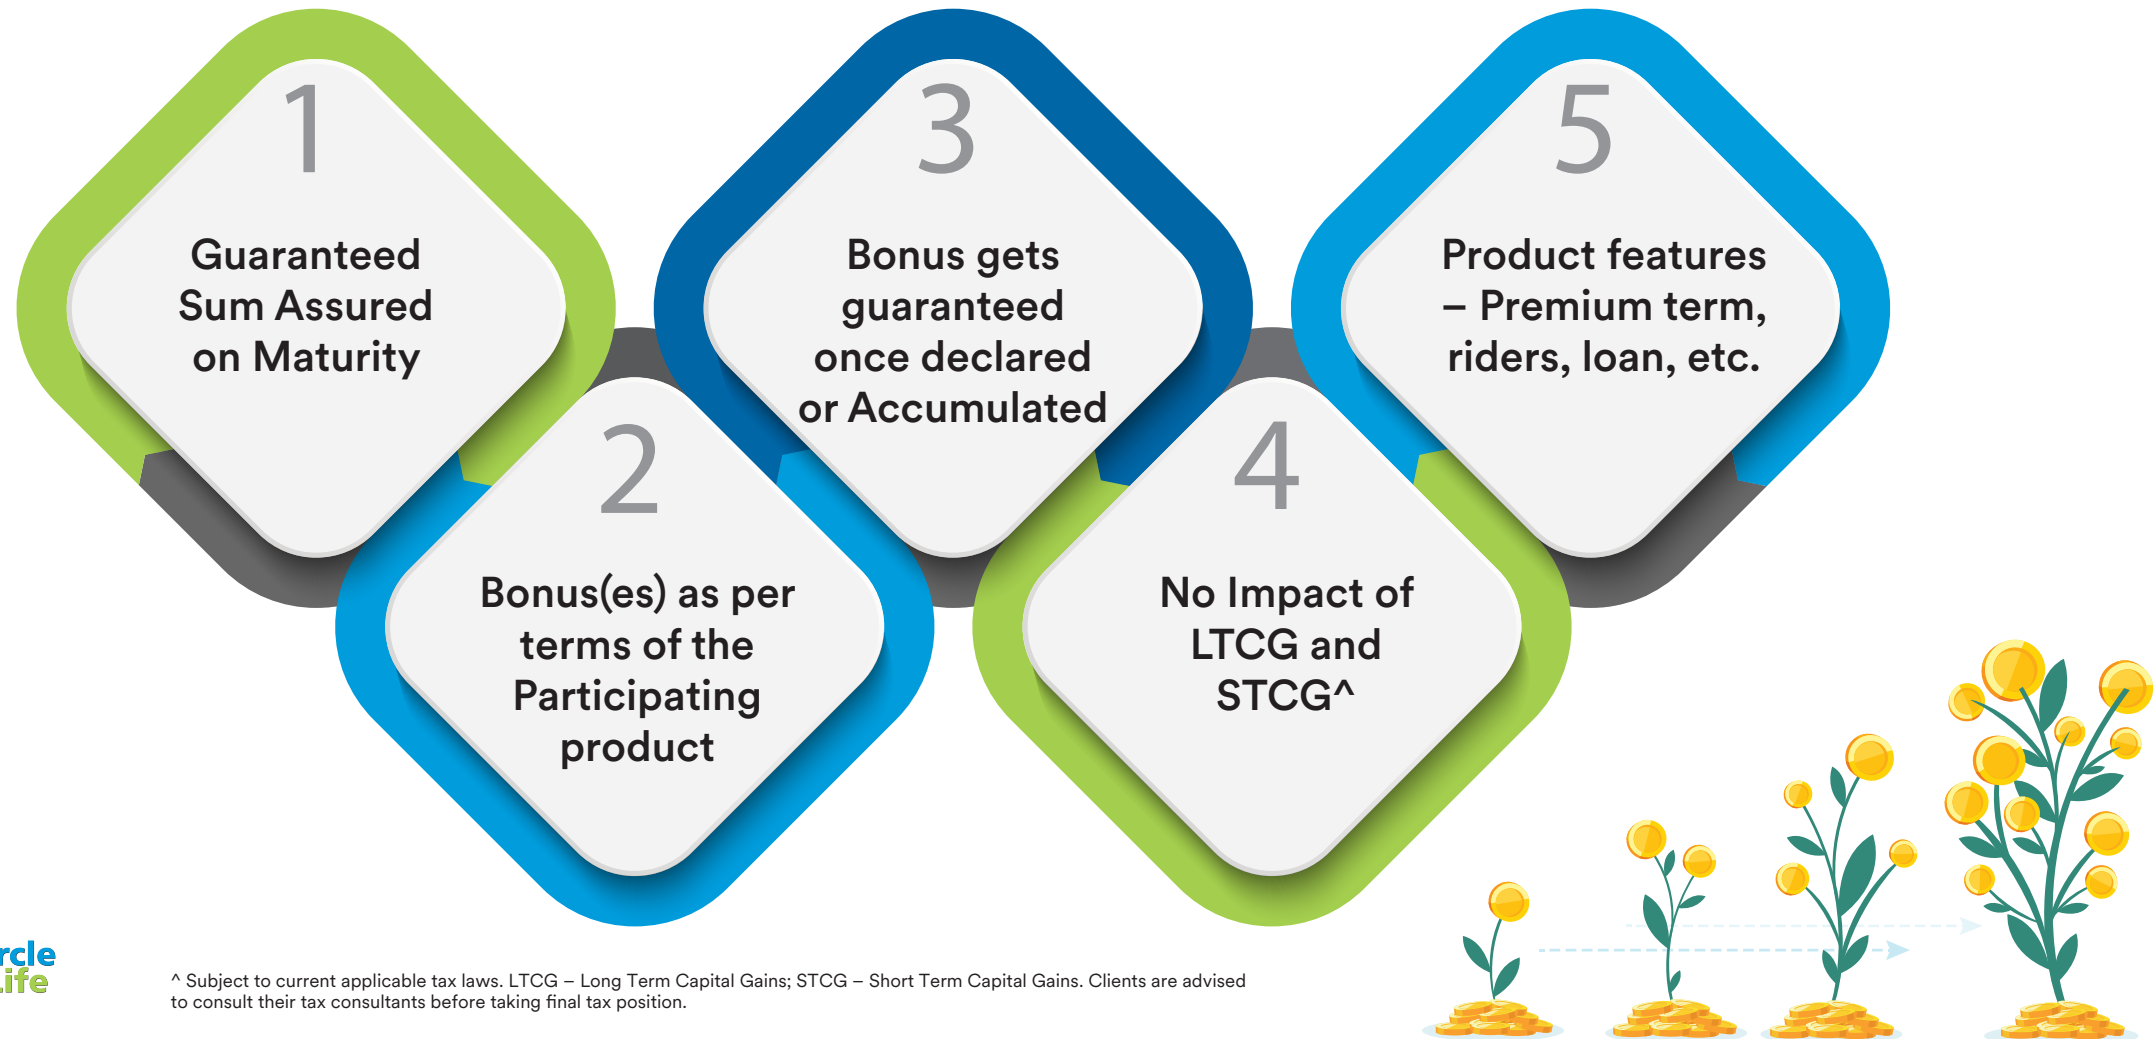 1
Guaranteed
Sum Assured
on Maturity
2
Bonus(es) as per
terms of the
Participating
product
3
Bonus gets
guaranteed
once declared
or Accumulated
4
No Impact of
LTCG and
STCG^
5
Product features
– Premium term,
riders, loan, etc.
rcle
ife
^ Subject to current applicable tax laws. LTCG – Long Term Capital Gains; STCG – Short Term Capital Gains. Clients are advised
to consult their tax consultants before taking final tax position.